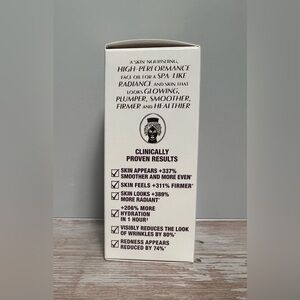 A SKIN NOURISHING,
HIGH-PERFORMANCE
FACE OIL FOR A SPA-LIKE
RADIANCE AND SKIN THAT
LOOKS GLOWING,
PLUMPER, SMOOTHER,
FIRMER AND HEALTHIER
CLINICALLY
PROVEN RESULTS
SKIN APPEARS +337%
SMOOTHER AND MORE EVEN*
SKIN FEELS +311% FIRMER*
SKIN LOOKS +389%
MORE RADIANT*
+206% MORE
HYDRATION
IN 1 HOUR*
VISIBLY REDUCES THE LOOK
OF WRINKLES BY 80%*
REDNESS APPEARS
REDUCED BY 74%*